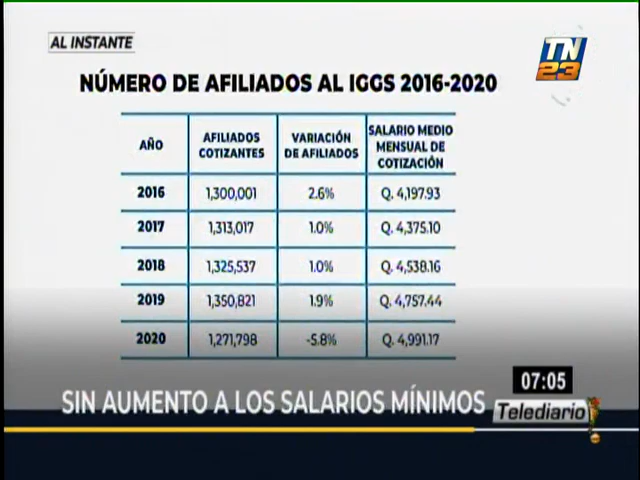 AL INSTANTE
TN
23
NÚMERO DE AFILIADOS AL IGGS 2016-2020
AÑO AFILIADOS COTIZANTES VARIACIÓN DE AFILIADOS SALARIO MEDIO MENSUAL DE COTIZACIÓN
2016 1,300,001 2.6% Q. 4,197.93
2017 1,313,017 1.0% Q. 4,375.10
2018 1,325,537 1.0% Q. 4,538.16
2019 1,350,821 1.9% Q. 4,757.44
2020 1,271,798 -5.8% Q. 4,991.17
07:05
SIN AUMENTO A LOS SALARIOS MÍNIMOS
Telediario